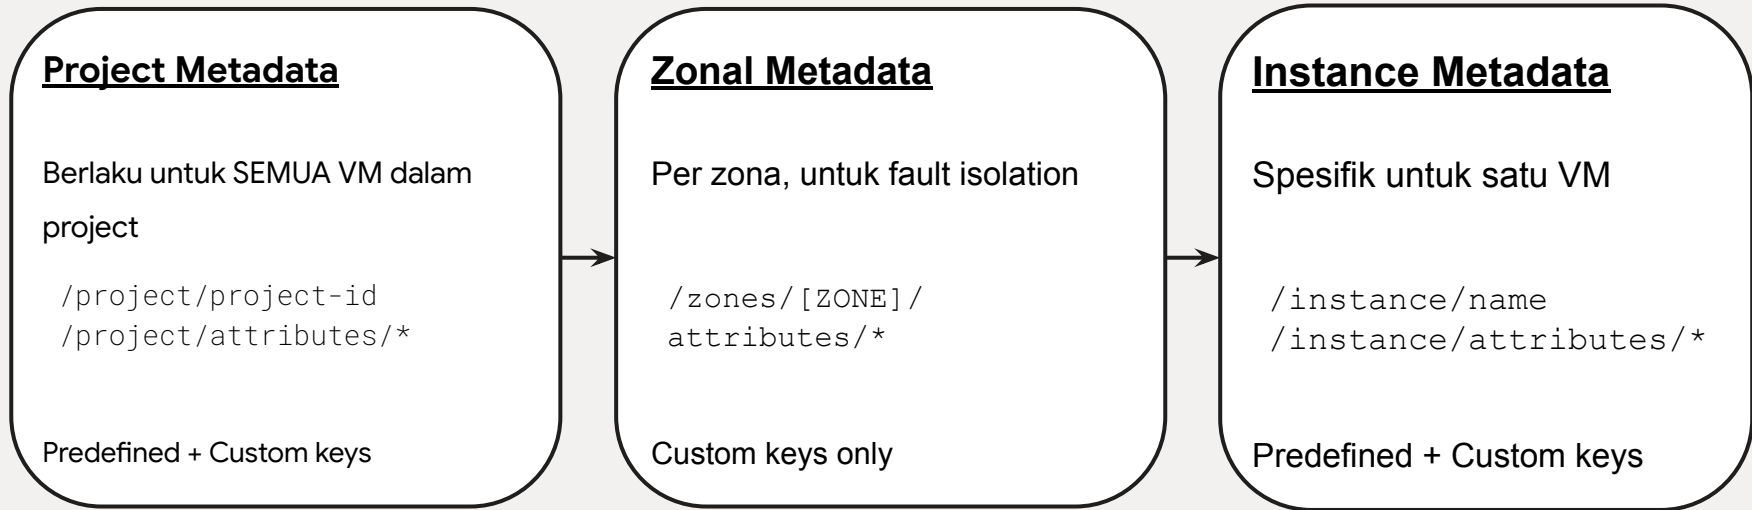 Project Metadata
Berlaku untuk SEMUA VM dalam
project
/project/project-id
/project/attributes/*
Predefined + Custom keys
Zonal Metadata
Per zona, untuk fault isolation
/zones/[ZONE]/
attributes/*
Custom keys only
Instance Metadata
Spesifik untuk satu VM
/instance/name
/instance/attributes/*
Predefined + Custom keys